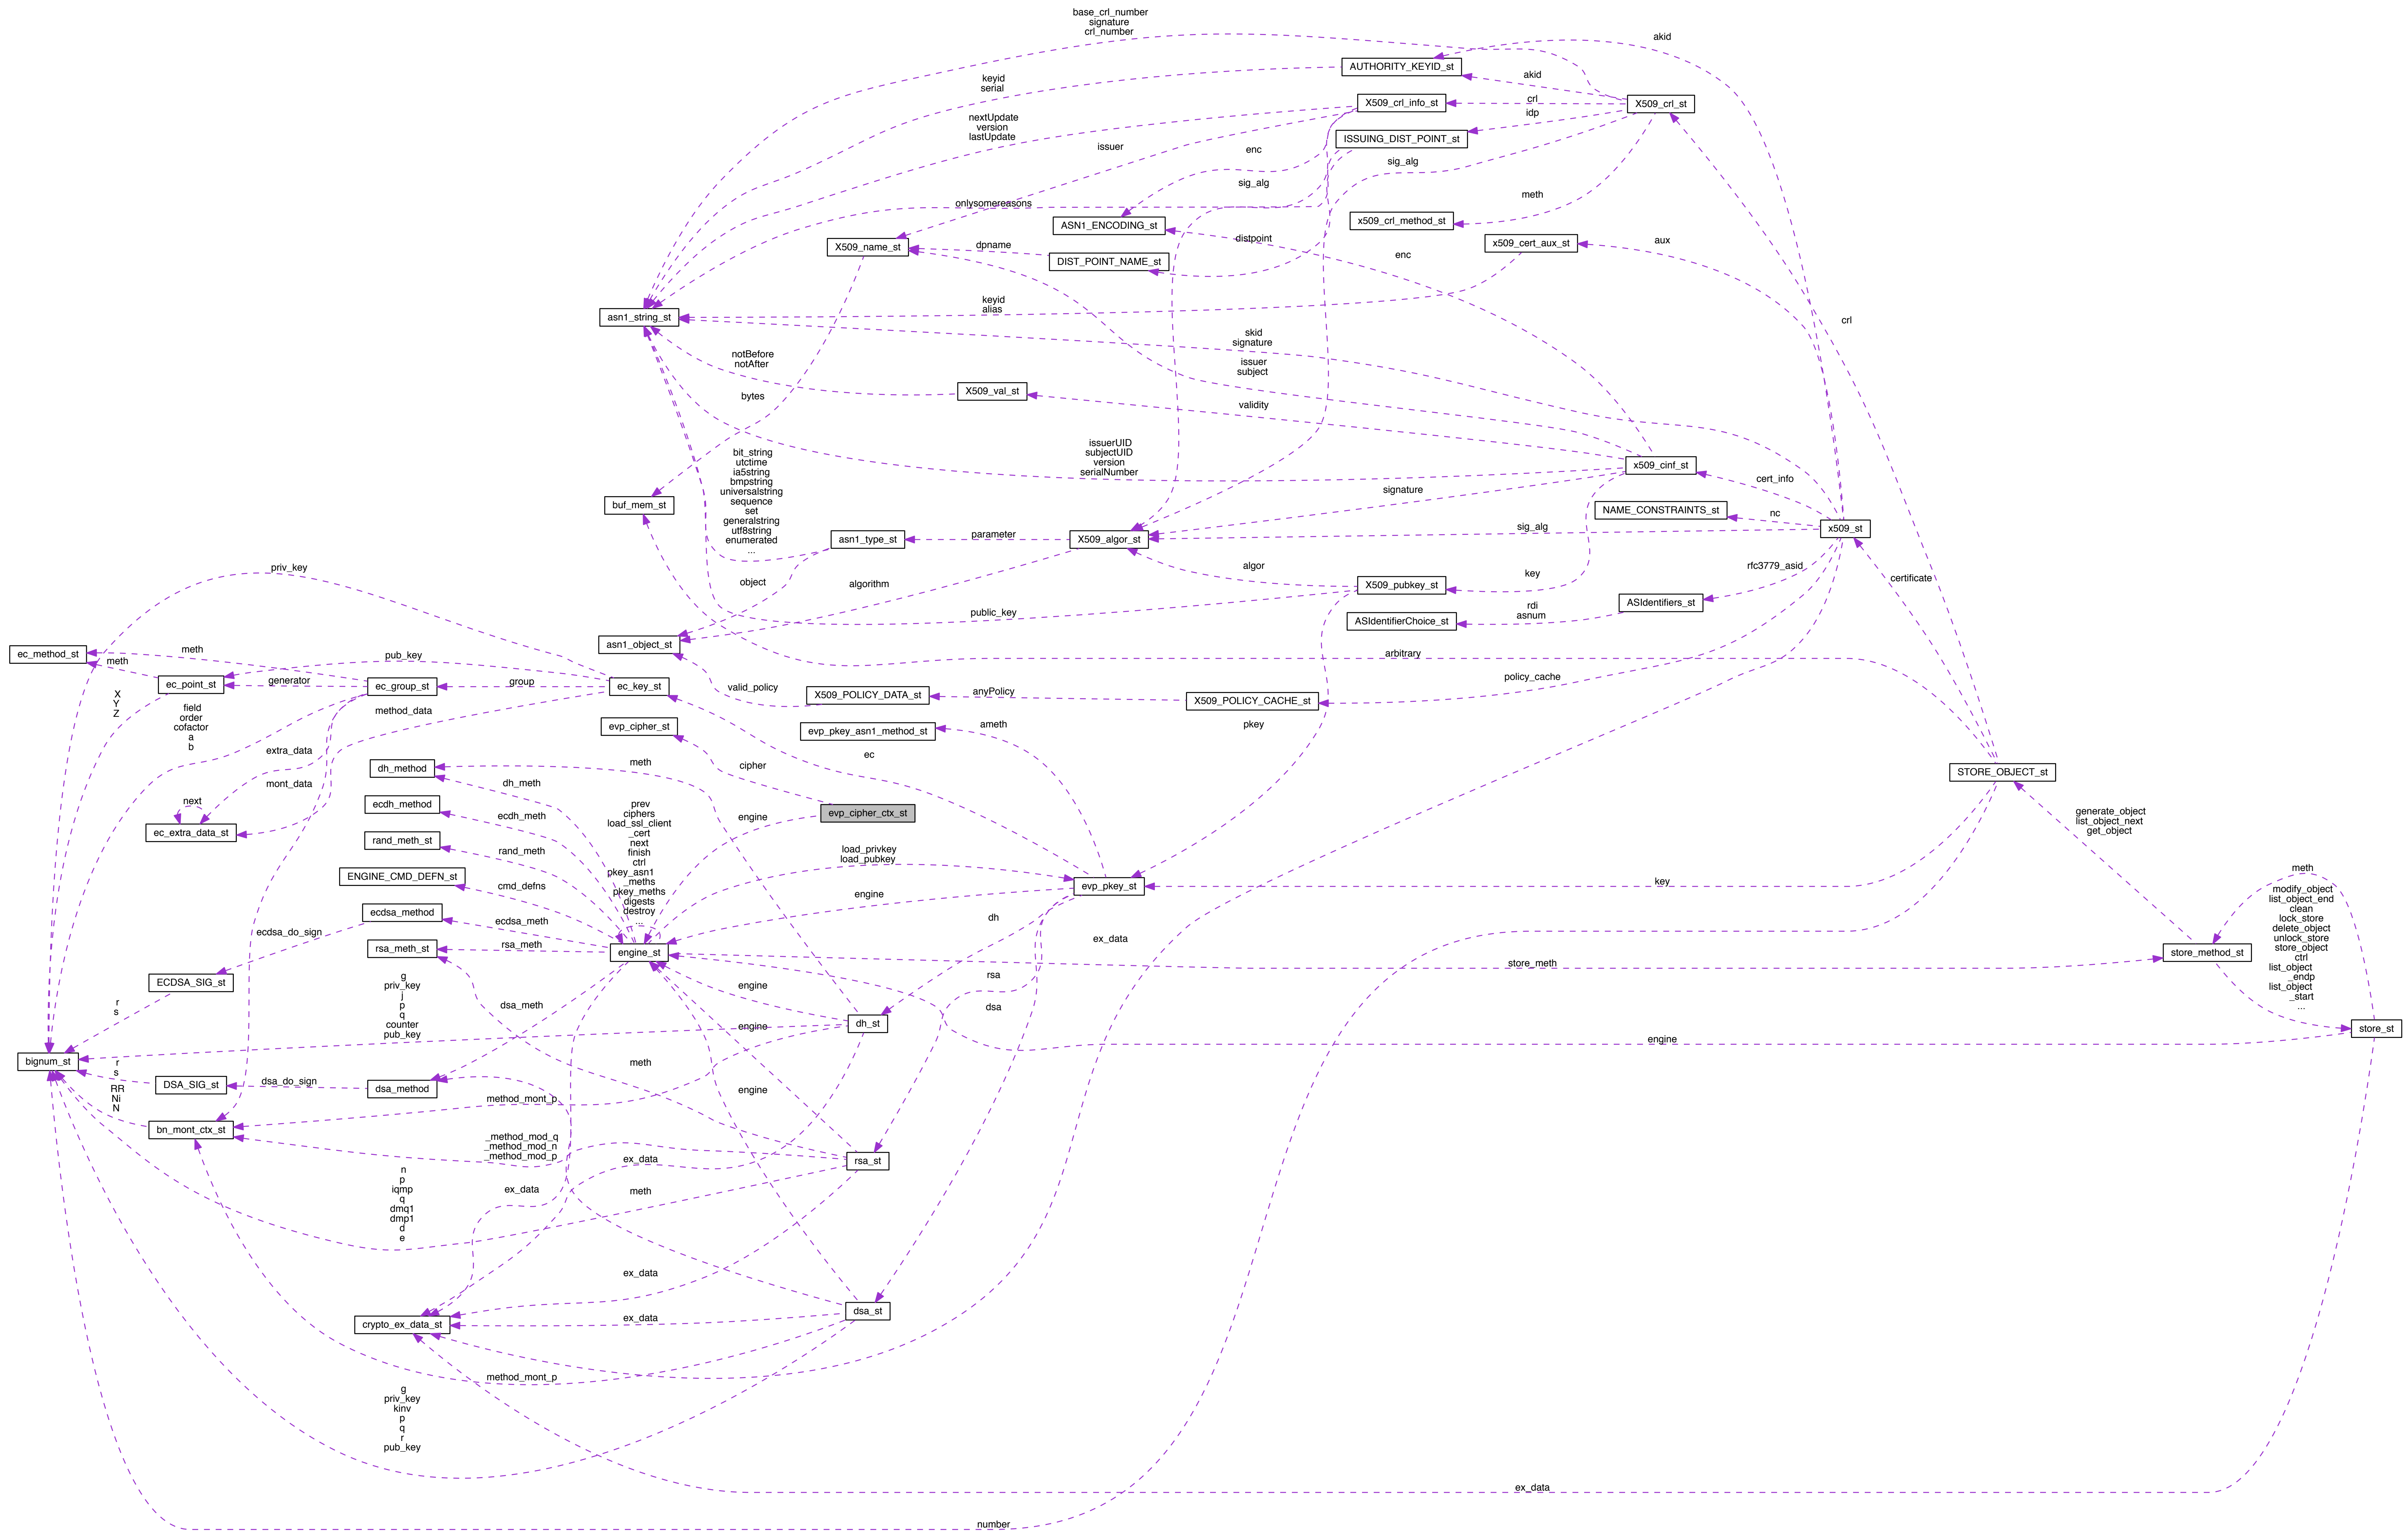 base_crl_number
signature
crl_number
akid
AUTHORITY_KEYID_st
akid
keyid
serial
X509_crl_info_st
crl
X509_crl_st
idp
nextUpdate
version
lastUpdate
issuer
ISSUING_DIST_POINT_st
enc
sig_alg
sig_alg
meth
onlysomereasons
ASN1_ENCODING_st
x509_crl_method_st
distpoint
X509_name_st
dpname
x509_cert_aux_st
aux
enc
DIST_POINT_NAME_st
keyid
alias
asn1_string_st
crl
skid
signature
notBefore
notAfter
issuer
subject
X509_val_st
bytes
validity
issuerUID
subjectUID
version
serialNumber
bit_string
utctime
ia5string
bmpstring
universalstring
sequence
set
generalstring
utf8string
enumerated
...
x509_cinf_st
cert_info
signature
buf_mem_st
NAME_CONSTRAINTS_st
nc
x509_st
sig_alg
asn1_type_st
parameter
X509_algor_st
priv_key
object
algorithm
algor
key
rfc3779_asid
certificate
X509_pubkey_st
public_key
rdi
asnum
ASIdentifiers_st
ASIdentifierChoice_st
asn1_object_st
arbitrary
ec_method_st
meth
meth
pub_key
ec_point_st
generator
ec_group_st
group
ec_key_st
valid_policy
X509_POLICY_DATA_st
anyPolicy
X509_POLICY_CACHE_st
policy_cache
X
Y
Z
field
order
cofactor
a
b
method_data
evp_cipher_st
evp_pkey_asn1_method_st
ameth
pkey
extra_data
dh_method
meth
cipher
ec
STORE_OBJECT_st
mont_data
dh_meth
next
ecdh_method
ecdh_meth
prev
ciphers
load_ssl_client
_cert
next
finish
ctrl
pkey_asn1
_meths
pkey_meths
digests
destroy
...
engine
evp_cipher_ctx_st
generate_object
list_object_next
get_object
ec_extra_data_st
rand_meth_st
rand_meth
load_privkey
load_pubkey
meth
ENGINE_CMD_DEFN_st
cmd_defns
evp_pkey_st
key
engine
modify_object
list_object_end
clean
lock_store
delete_object
unlock_store
store_object
ctrl
list_object
_endp
list_object
_start
...
ecdsa_method
ecdsa_meth
dh
ecdsa_do_sign
rsa_meth_st
rsa_meth
engine_st
ex_data
store_meth
store_method_st
ECDSA_SIG_st
g
priv_key
j
p
q
counter
pub_key
rsa
engine
dsa_meth
dsa
r
s
engine
dh_st
store_st
engine
bignum_st
r
s
meth
DSA_SIG_st
dsa_do_sign
dsa_method
engine
RR
Ni
N
method_mont_p
bn_mont_ctx_st
_method_mod_q
_method_mod_n
_method_mod_p
ex_data
rsa_st
n
p
iqmp
q
dmq1
dmp1
d
e
ex_data
meth
ex_data
dsa_st
crypto_ex_data_st
ex_data
method_mont_p
g
priv_key
kinv
p
q
r
pub_key
ex_data
number